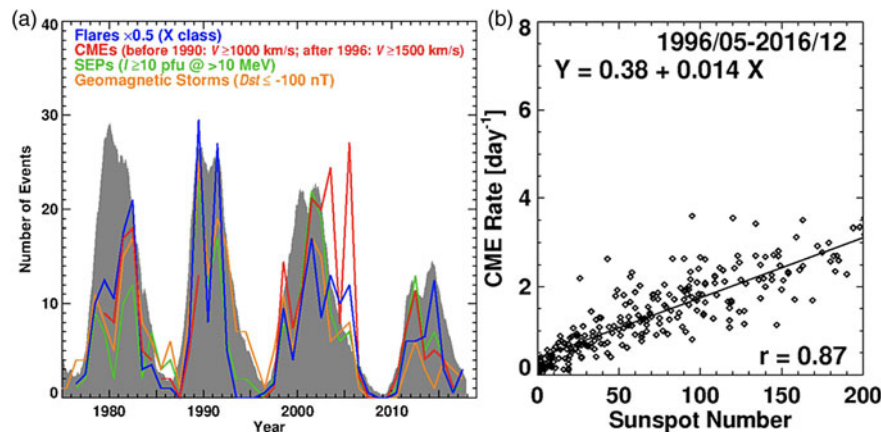 (a)
Flares ×0.5 (X class)
CMEs (before 1990: V ≥1000 km/s; after 1996: V ≥1500 km/s)
SEPs (I ≥10 pfu @ >10 MeV)
Geomagnetic Storms (Dst ≤ -100 nT)
Number of Events
40
30
20
10
0
1980
1990
2000
2010
Year
(b)
1996/05-2016/12
Y = 0.38 + 0.014 X
CME Rate [day⁻¹]
8
6
4
2
0
r = 0.87
0
50
100
150
200
Sunspot Number